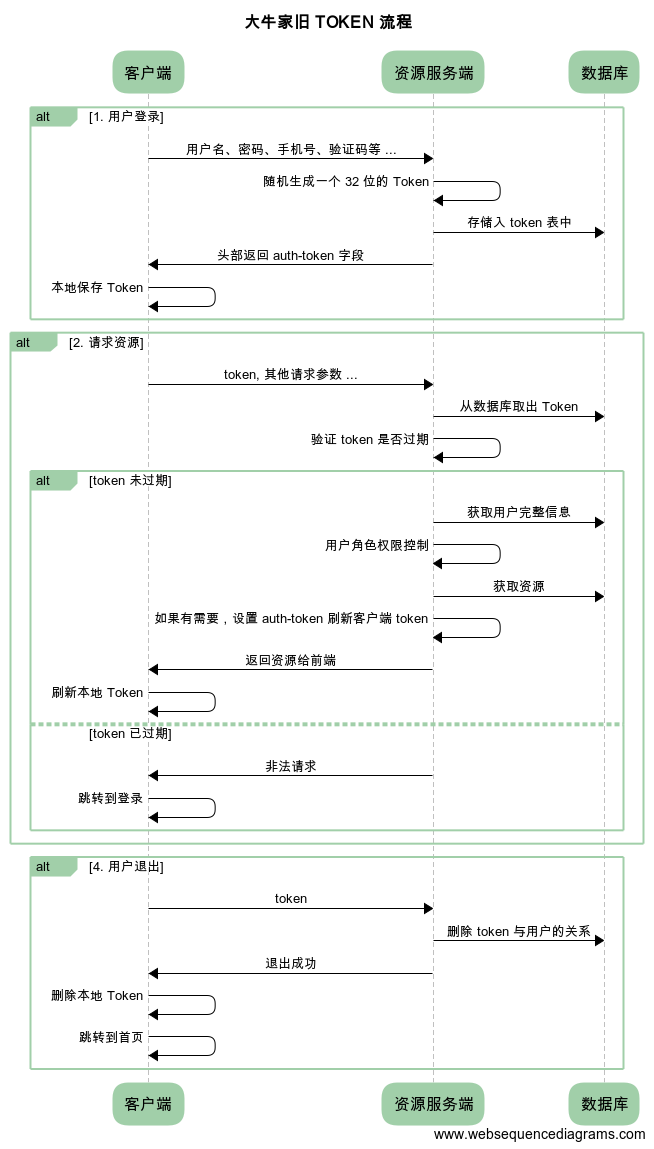 大牛家旧 TOKEN 流程
客户端
资源服务端
数据库
alt
[1. 用户登录]
用户名、密码、手机号、验证码等 ...
随机生成一个 32 位的 Token
存储入 token 表中
头部返回 auth-token 字段
本地保存 Token
alt
[2. 请求资源]
token, 其他请求参数 ...
从数据库取出 Token
验证 token 是否过期
alt
[token 未过期]
获取用户完整信息
用户角色权限控制
获取资源
如果有需要，设置 auth-token 刷新客户端 token
返回资源给前端
刷新本地 Token
[token 已过期]
非法请求
跳转到登录
alt
[4. 用户退出]
token
删除 token 与用户的关系
退出成功
删除本地 Token
跳转到首页
客户端
资源服务端
数据库
www.websequencediagrams.com